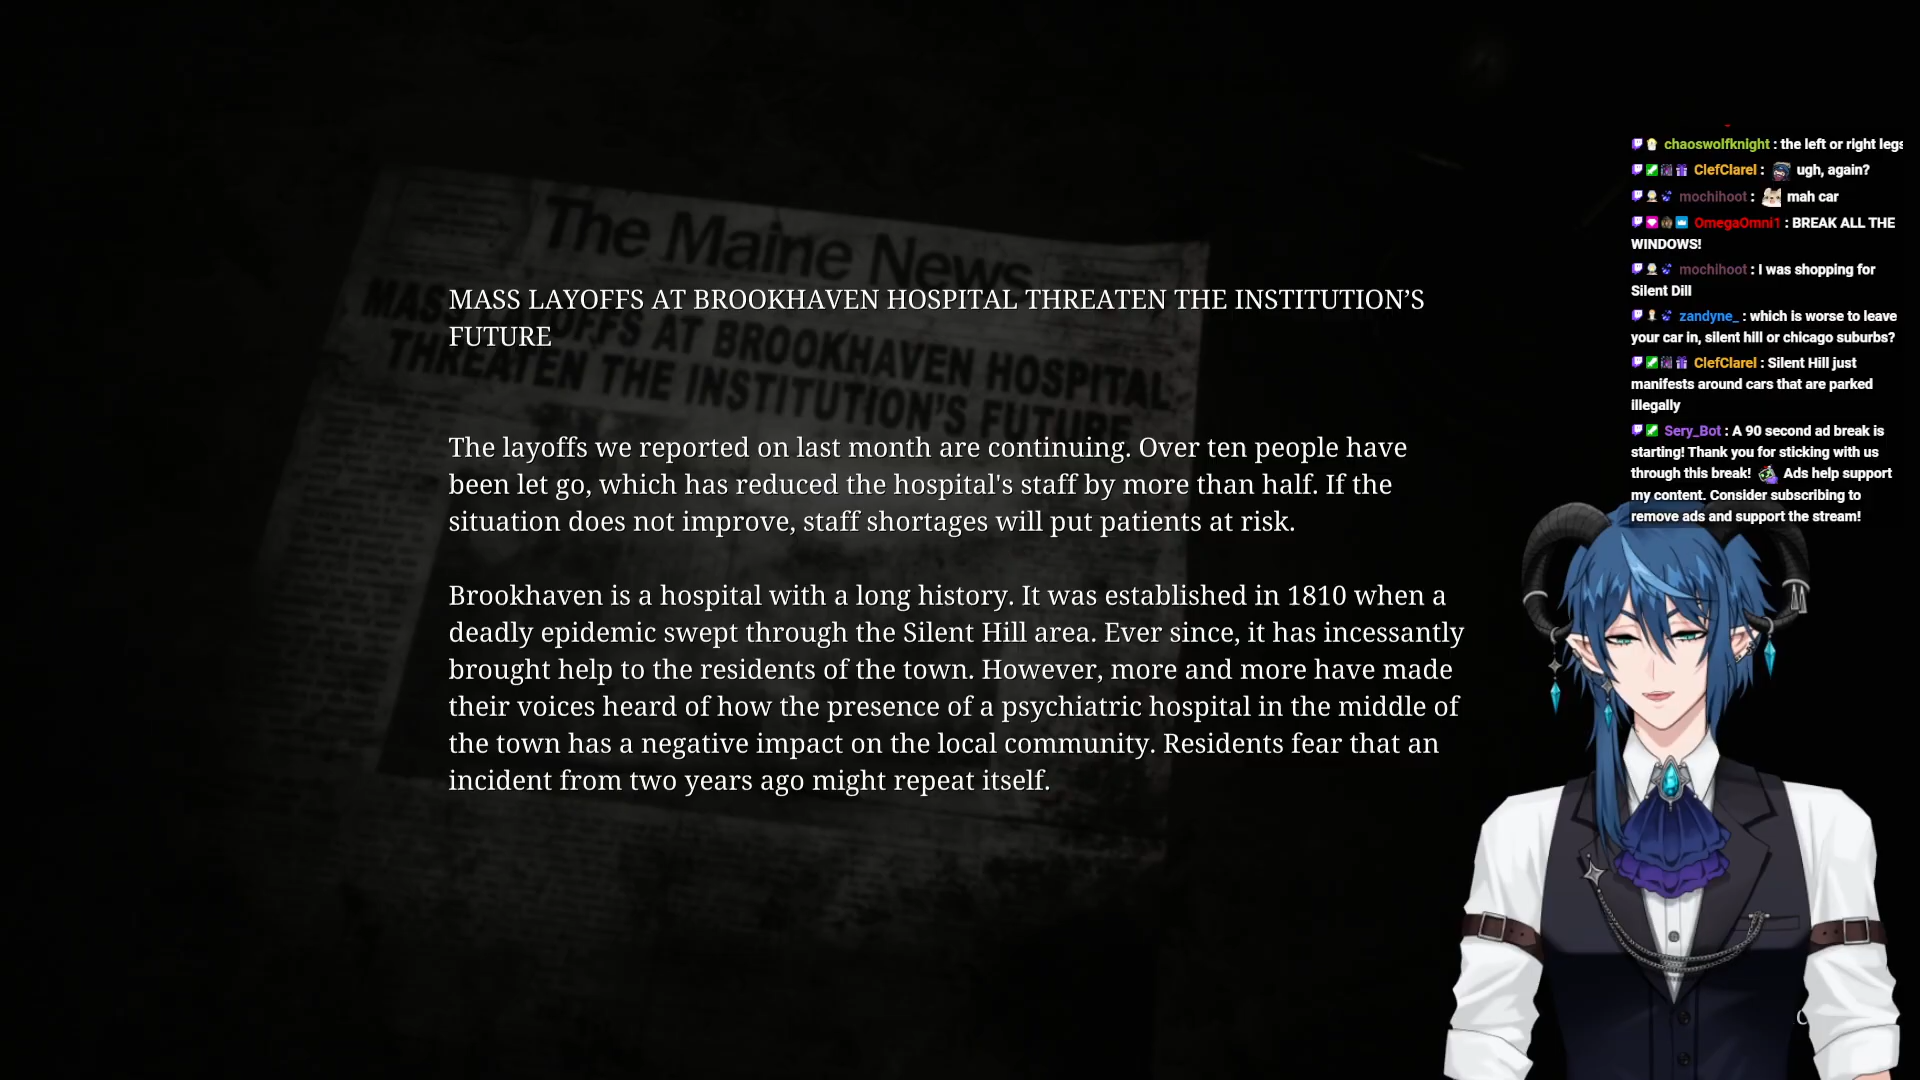 The Maine News
MASS LAYOFFS AT BROOKHAVEN HOSPITAL
THREATEN THE INSTITUTION'S FUTURE
MASS LAYOFFS AT BROOKHAVEN HOSPITAL THREATEN THE INSTITUTION’S
FUTURE
The layoffs we reported on last month are continuing. Over ten people have
been let go, which has reduced the hospital's staff by more than half. If the
situation does not improve, staff shortages will put patients at risk.
Brookhaven is a hospital with a long history. It was established in 1810 when a
deadly epidemic swept through the Silent Hill area. Ever since, it has incessantly
brought help to the residents of the town. However, more and more have made
their voices heard of how the presence of a psychiatric hospital in the middle of
the town has a negative impact on the local community. Residents fear that an
incident from two years ago might repeat itself.
chaoswolfknight : the left or right legs
ClefClarel : ugh, again?
mochihoot : mah car
OmegaOmni1 : BREAK ALL THE
WINDOWS!
mochihoot : I was shopping for
Silent Dill
zandyne_ : which is worse to leave
your car in, silent hill or chicago suburbs?
ClefClarel : Silent Hill just
manifests around cars that are parked
illegally
Sery_Bot : A 90 second ad break is
starting! Thank you for sticking with us
through this break! Ads help support
my content. Consider subscribing to
remove ads and support the stream!